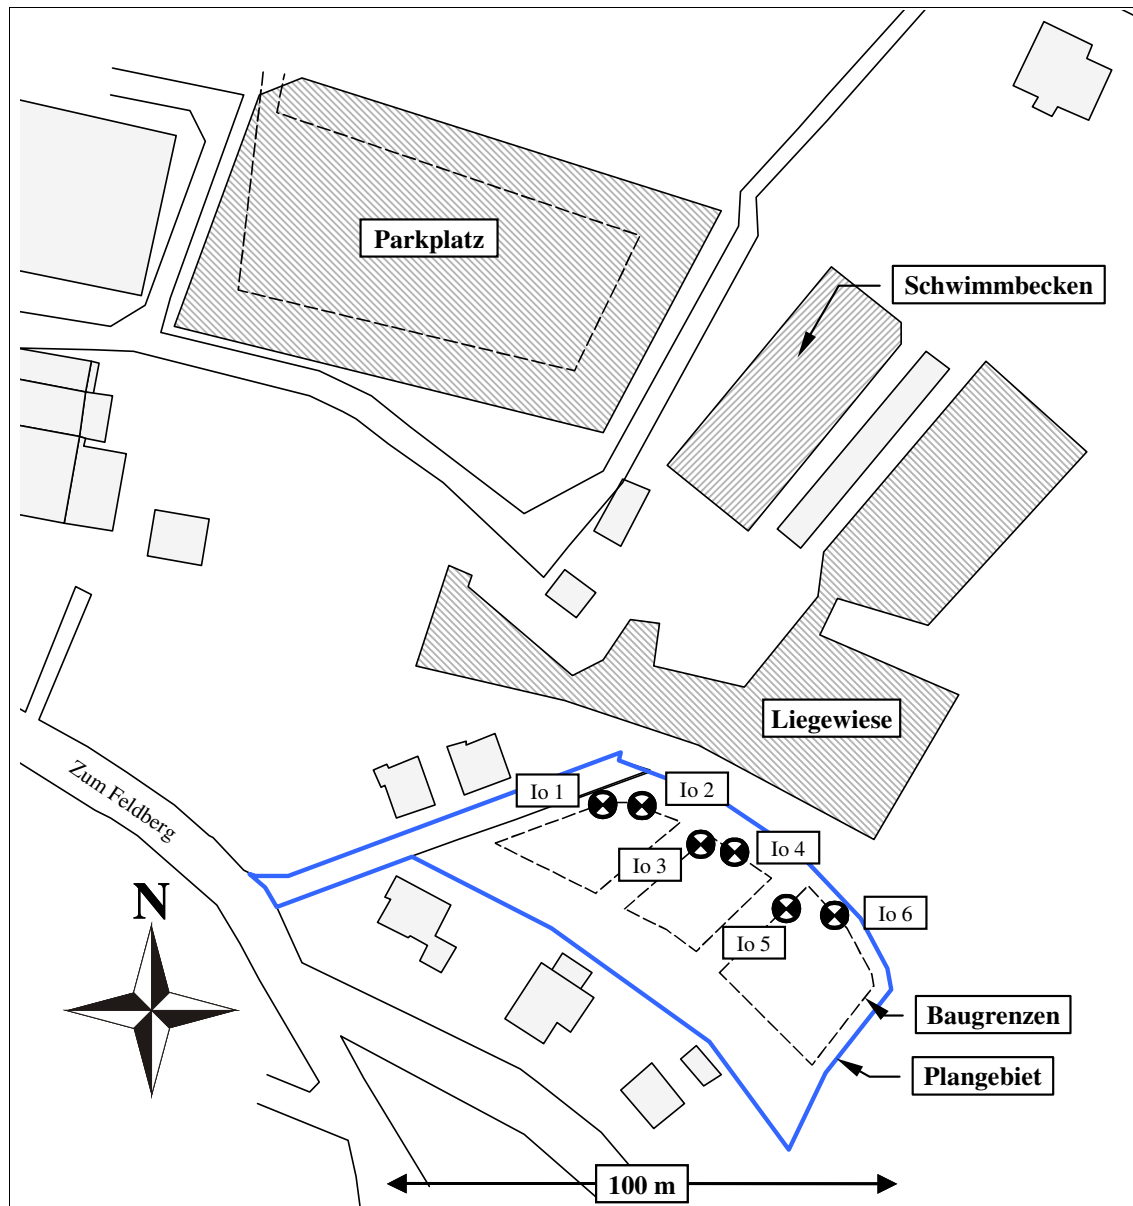 Parkplatz
Schwimmbecken
Liegewiese
Zum Feldberg
Io 1
Io 2
Io 3
Io 4
Io 5
Io 6
N
Baugrenzen
Plangebiet
100 m